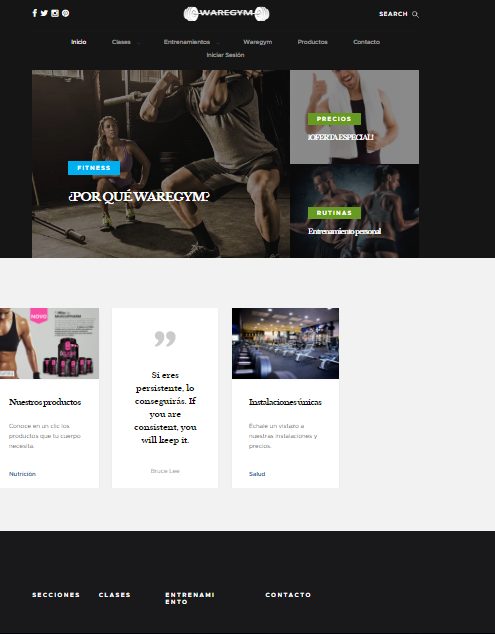 WAREGYM
SEARCH
Inicio
Clases
Entrenamientos
Waregym
Productos
Contacto
Iniciar Sesión
FITNESS
¿POR QUÉ WAREGYM?
PRECIOS
¡OFERTA ESPECIAL!
RUTINAS
Entrenamiento personal
NOVO
Nuestros productos
Conoce en un clic los
productos que tu cuerpo
necesita.
Nutrición
”
Si eres
persistente, lo
conseguirás. If
you are
consistent, you
will keep it.
Bruce Lee
Instalaciones únicas
Échale un vistazo a
nuestras instalaciones y
precios.
Salud
SECCIONES
CLASES
ENTRENAMI
ENTO
CONTACTO